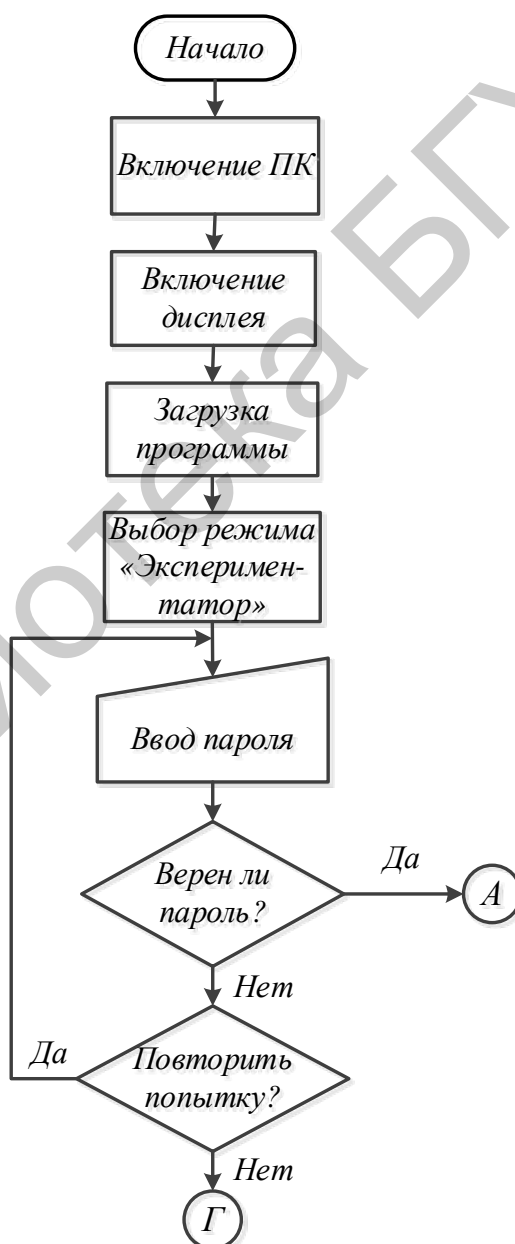 Начало
Включение ПК
Включение
дисплея
Загрузка
программы
Выбор режима
«Эксперимен-
татор»
Ввод пароля
Верен ли
пароль?
Да
А
Нет
Повторить
попытку?
Да
Нет
Г